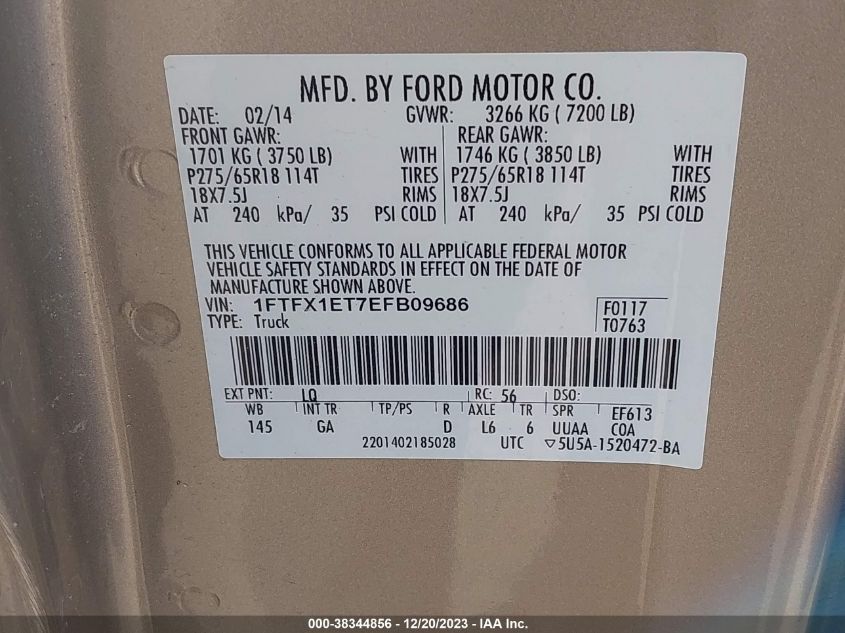 MFD. BY FORD MOTOR CO.
DATE: 02/14 GVWR: 3266 KG ( 7200 LB)
FRONT GAWR: REAR GAWR:
1701 KG ( 3750 LB) WITH 1746 KG ( 3850 LB) WITH
P275/65R18 114T TIRES P275/65R18 114T TIRES
18X7.5J RIMS 18X7.5J RIMS
AT 240 kPa/ 35 PSI COLD AT 240 kPa/ 35 PSI COLD
THIS VEHICLE CONFORMS TO ALL APPLICABLE FEDERAL MOTOR
VEHICLE SAFETY STANDARDS IN EFFECT ON THE DATE OF
MANUFACTURE SHOWN ABOVE.
VIN: 1FTFX1ET7EFB09686 F0117
TYPE: Truck T0763
EXT PNT: LQ RC: 56 DSO:
WB INT TR TP/PS R AXLE TR SPR EF613
145 GA D L6 6 UUAA COA
2201402185028 UTC ▽5U5A-1520472-BA
000-38344856 - 12/20/2023 - IAA Inc.